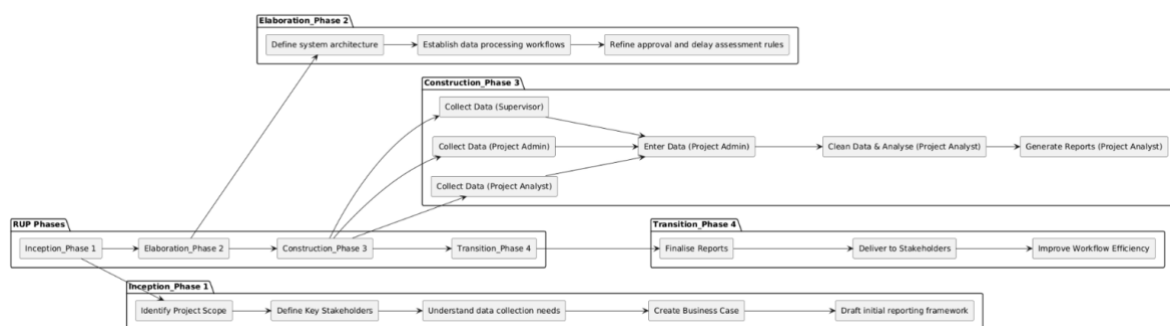 Elaboration_Phase 2
Define system architecture
Establish data processing workflows
Refine approval and delay assessment rules
Construction_Phase 3
Collect Data (Supervisor)
Collect Data (Project Admin)
Enter Data (Project Admin)
Clean Data & Analyse (Project Analyst)
Generate Reports (Project Analyst)
Collect Data (Project Analyst)
RUP Phases
Inception_Phase 1
Elaboration_Phase 2
Construction_Phase 3
Transition_Phase 4
Transition_Phase 4
Finalise Reports
Deliver to Stakeholders
Improve Workflow Efficiency
Inception_Phase 1
Identify Project Scope
Define Key Stakeholders
Understand data collection needs
Create Business Case
Draft initial reporting framework